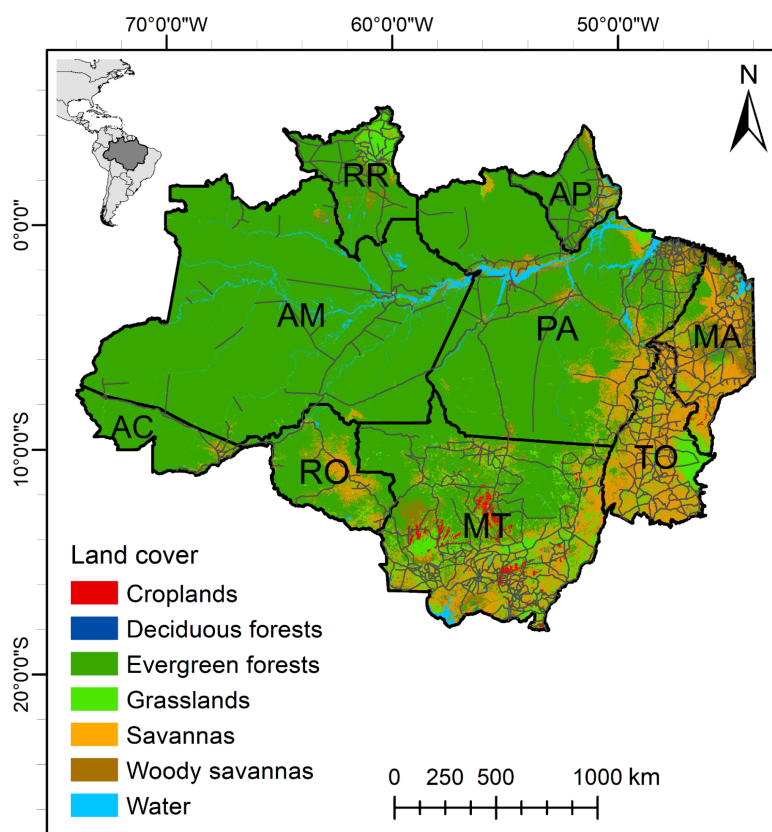 70°0'0"W 60°0'0"W 50°0'0"W
N
0°0'0"
10°0'0"S
20°0'0"S
RR
AP
AM
PA
MA
AC
RO
TO
MT
Land cover
Croplands
Deciduous forests
Evergreen forests
Grasslands
Savannas
Woody savannas
Water
0 250 500 1000 km